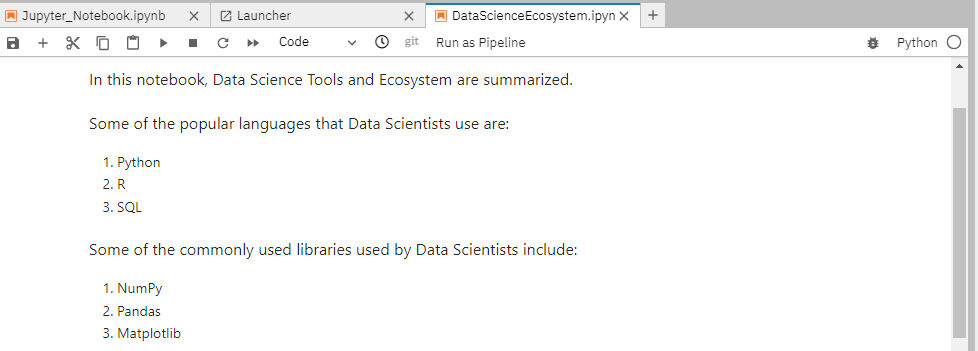 Jupyter_Notebook.ipynb Launcher DataScienceEcosystem.ipyn
Code git Run as Pipeline Python
In this notebook, Data Science Tools and Ecosystem are summarized.
Some of the popular languages that Data Scientists use are:
1. Python
2. R
3. SQL
Some of the commonly used libraries used by Data Scientists include:
1. NumPy
2. Pandas
3. Matplotlib